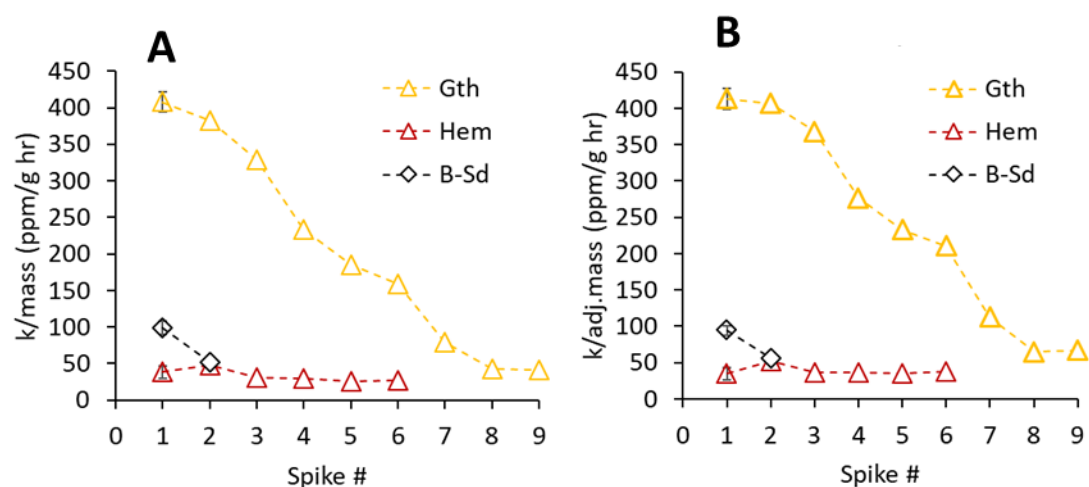 A
k/mass (ppm/g hr)
450
400
350
300
250
200
150
100
50
0
0 1 2 3 4 5 6 7 8 9
Spike #
Gth
Hem
B-Sd
B
k/adj.mass (ppm/g hr)
450
400
350
300
250
200
150
100
50
0
0 1 2 3 4 5 6 7 8 9
Spike #
Gth
Hem
B-Sd